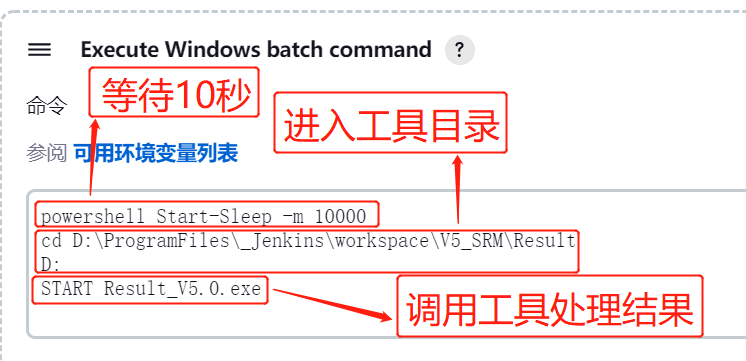 Execute Windows batch command ?
命令
等待10秒
进入工具目录
参阅 可用环境变量列表
powershell Start-Sleep -m 10000
cd D:\ProgramFiles\_Jenkins\workspace\V5_SRM\Result
D:
START Result_V5.0.exe
调用工具处理结果